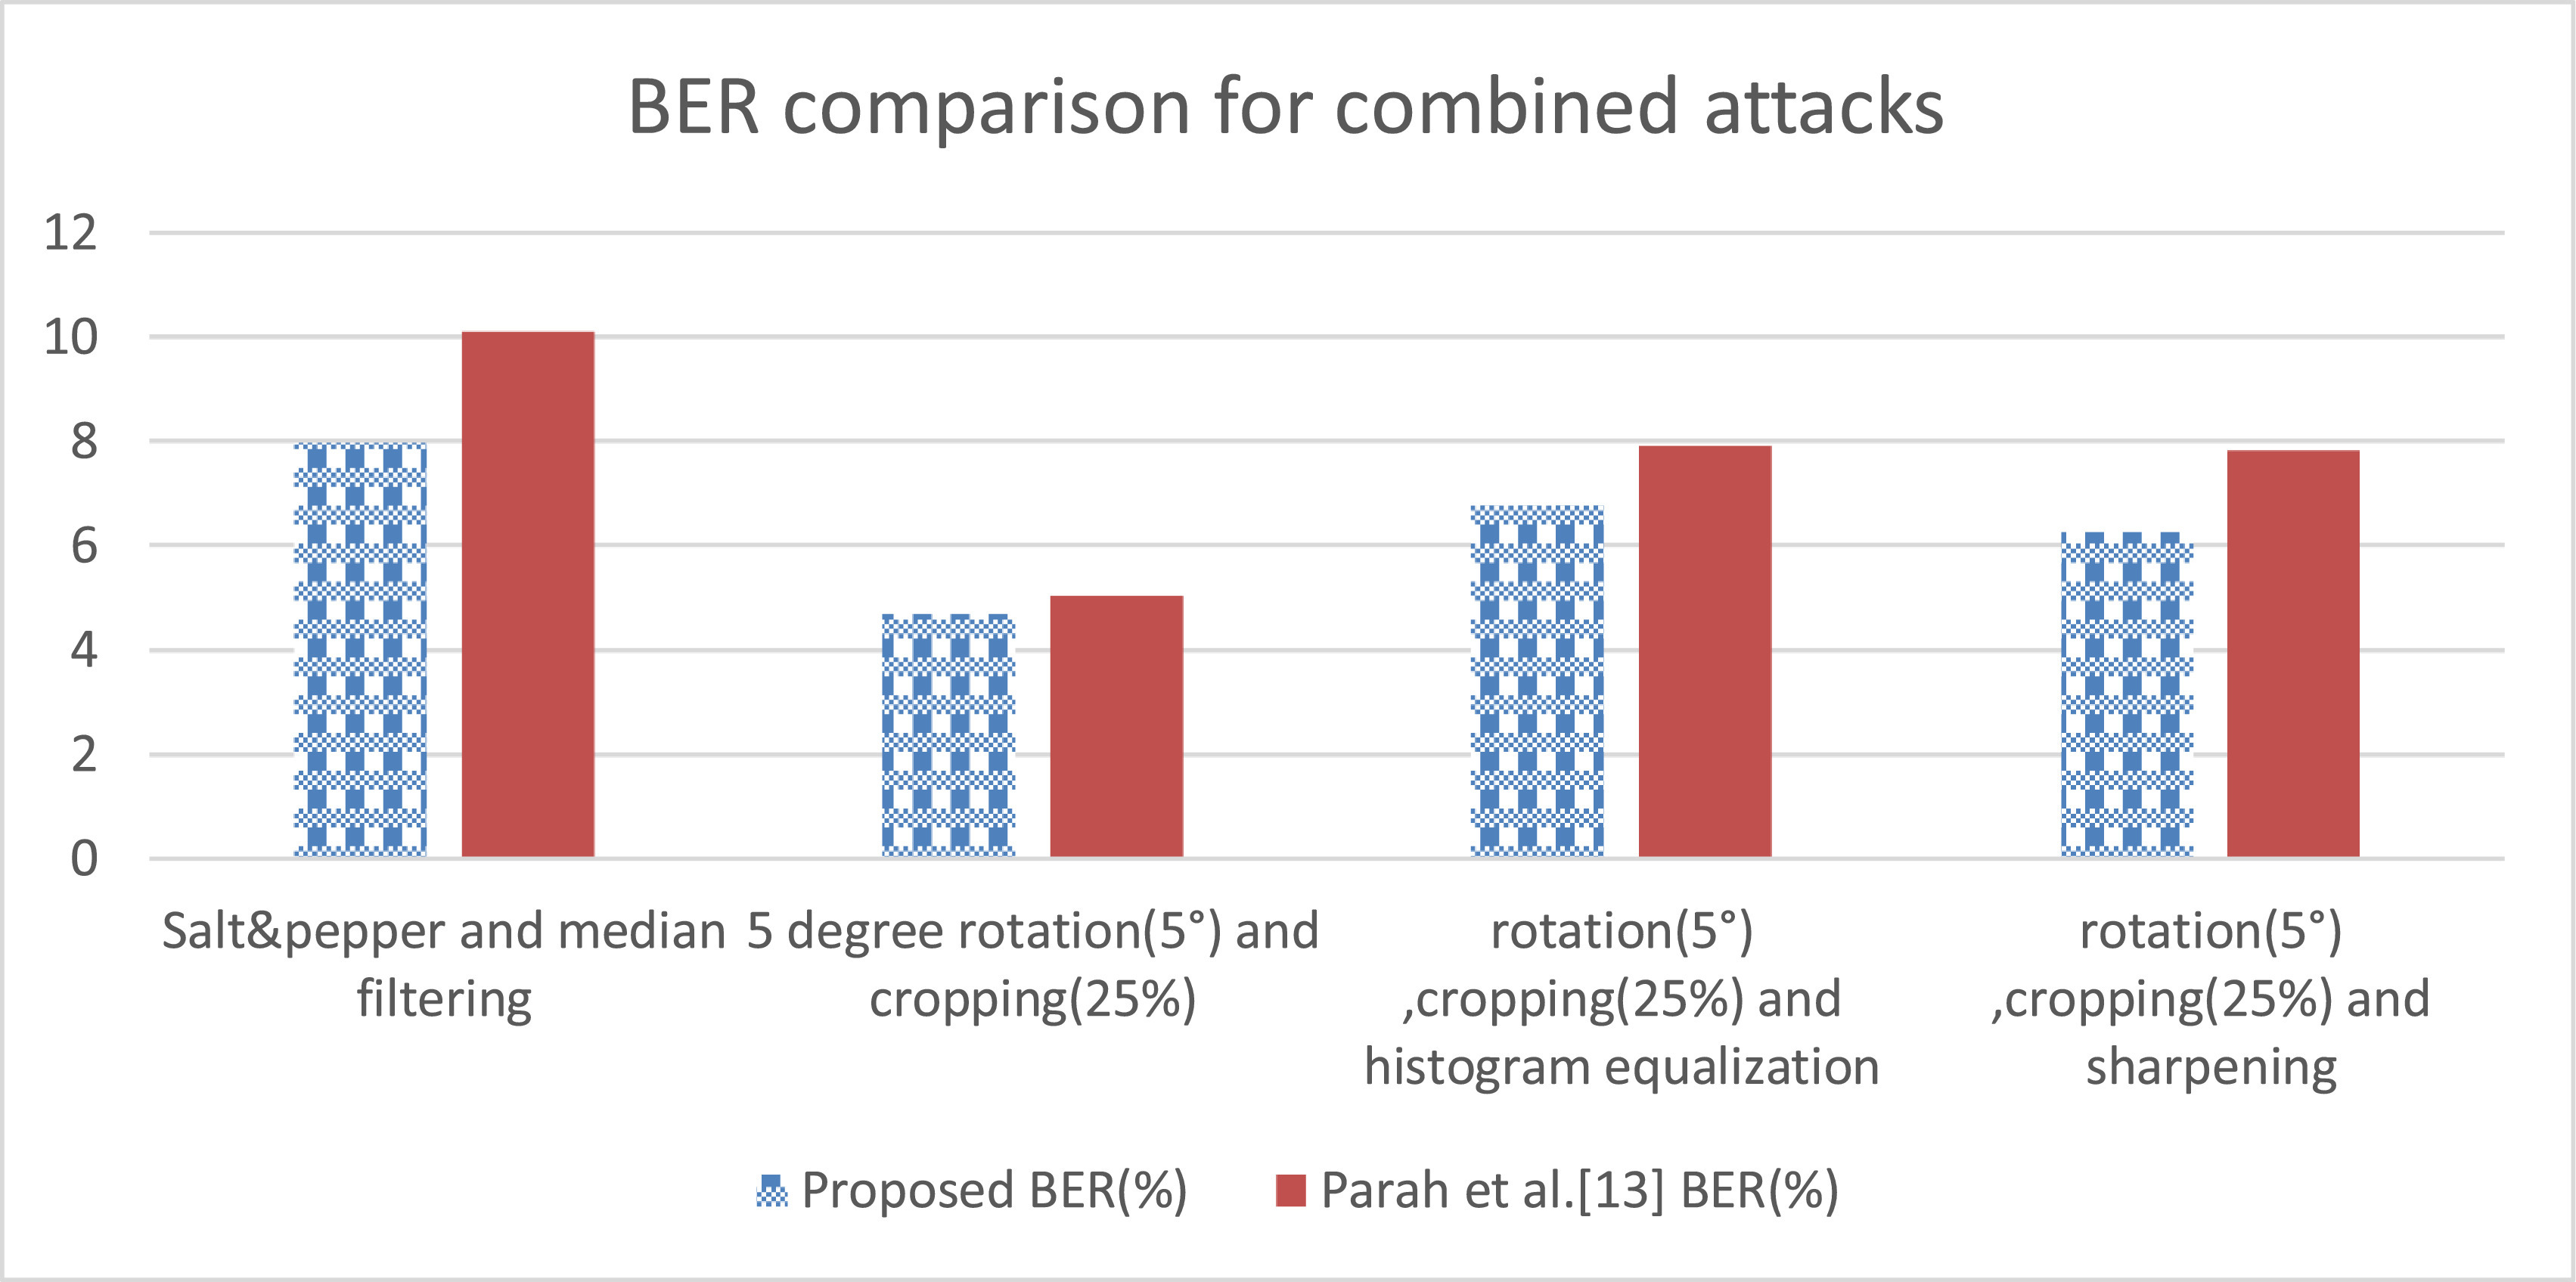 BER comparison for combined attacks
12
10
8
6
4
2
0
Salt&pepper and median
filtering
5 degree rotation(5°) and
cropping(25%)
rotation(5°)
,cropping(25%) and
histogram equalization
rotation(5°)
,cropping(25%) and
sharpening
Proposed BER(%)
Parah et al.[13] BER(%)